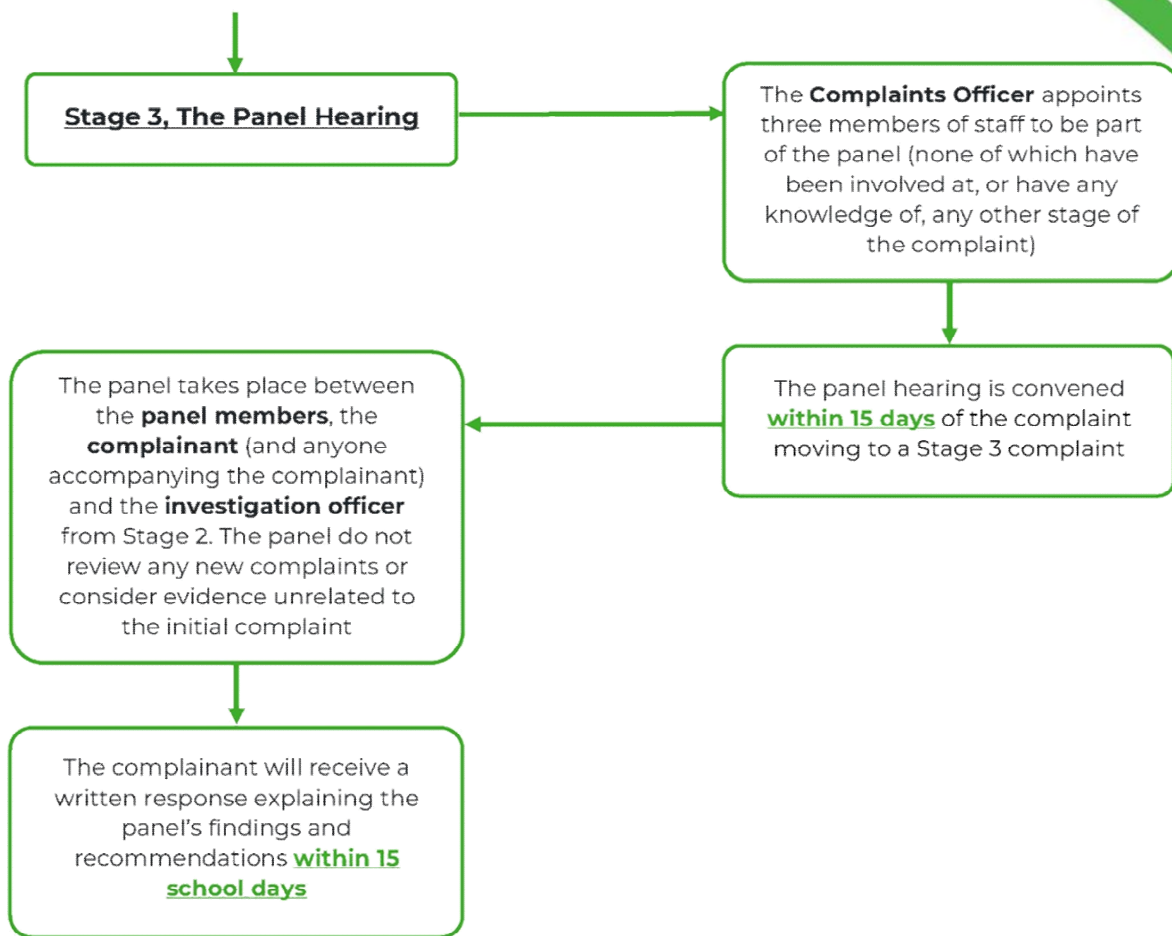 Stage 3, The Panel Hearing
The Complaints Officer appoints
three members of staff to be part
of the panel (none of which have
been involved at, or have any
knowledge of, any other stage of
the complaint)
The panel hearing is convened
within 15 days of the complaint
moving to a Stage 3 complaint
The panel takes place between
the panel members, the
complainant (and anyone
accompanying the complainant)
and the investigation officer
from Stage 2. The panel do not
review any new complaints or
consider evidence unrelated to
the initial complaint
The complainant will receive a
written response explaining the
panel's findings and
recommendations within 15
school days